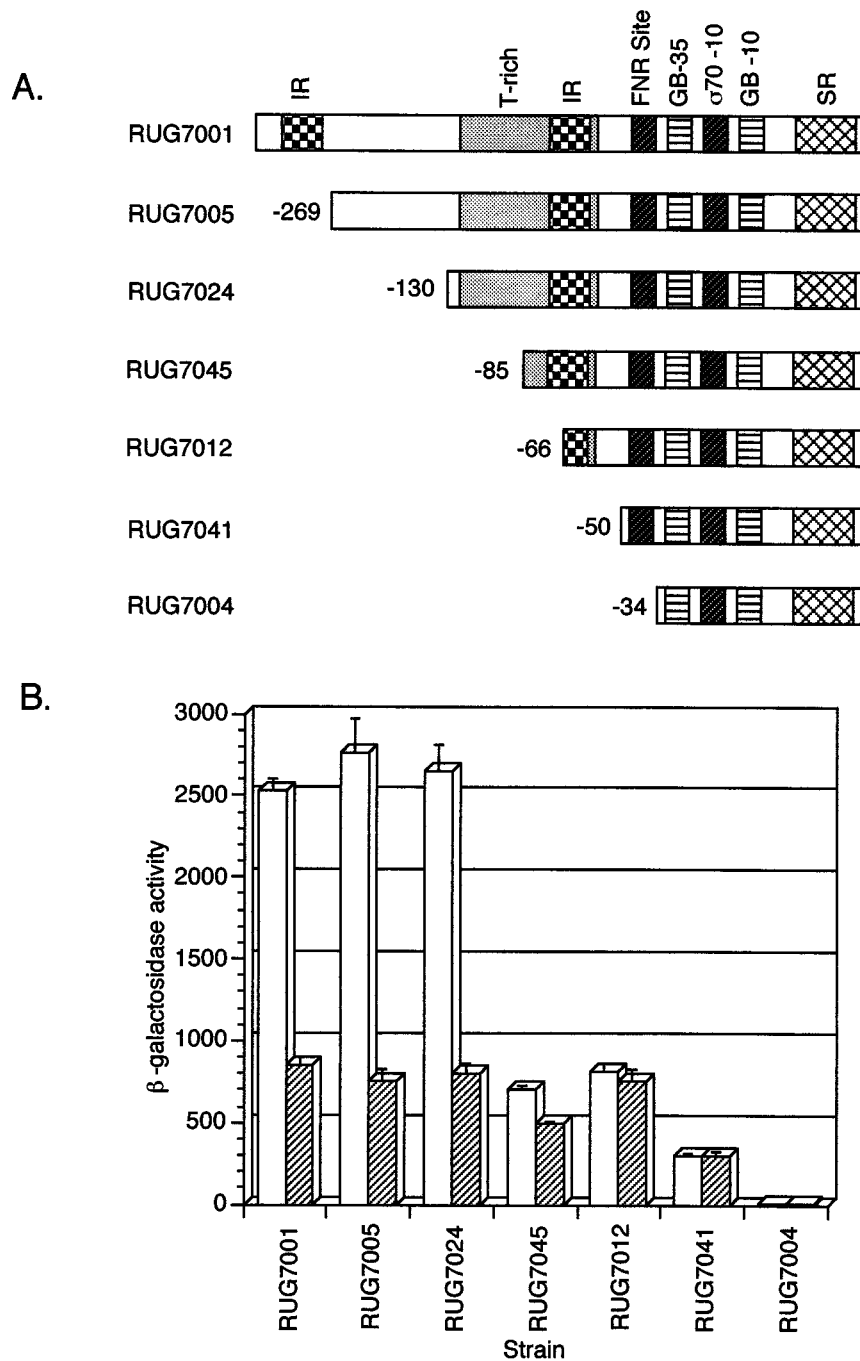 A.
IR
T-rich
IR
FNR Site
GB-35
σ70 -10
GB -10
SR
RUG7001
RUG7005
-269
RUG7024
-130
RUG7045
-85
RUG7012
-66
RUG7041
-50
RUG7004
-34
B.
3000
2500
2000
1500
1000
500
0
β -galactosidase activity
RUG7001
RUG7005
RUG7024
RUG7045
RUG7012
RUG7041
RUG7004
Strain